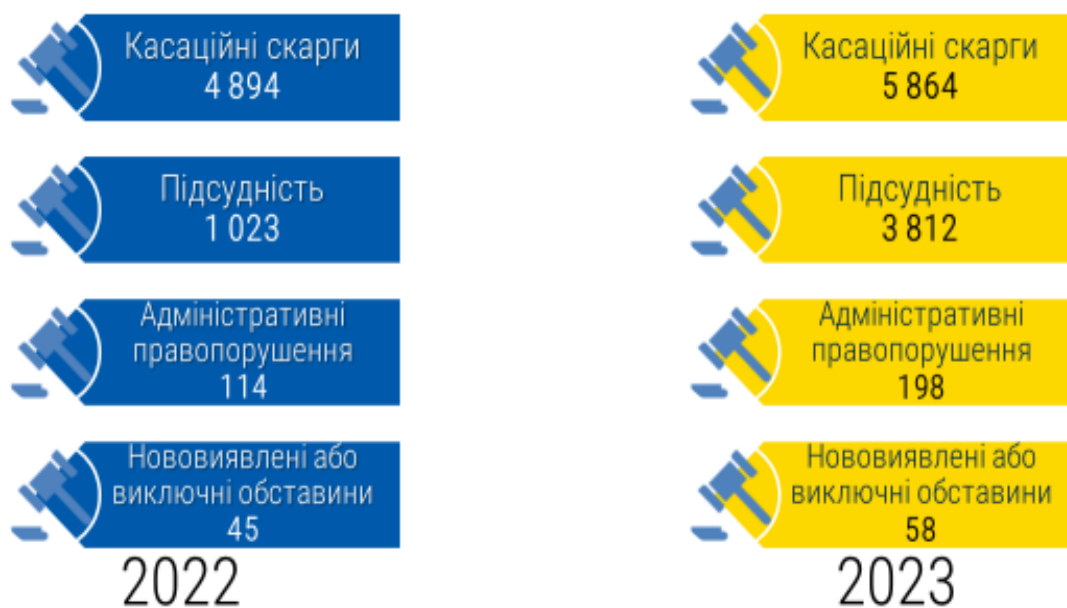 Касаційні скарги
4 894
Підсудність
1 023
Адміністративні
правопорушення
114
Нововиявлені або
виключні обставини
45
2022
Касаційні скарги
5 864
Підсудність
3 812
Адміністративні
правопорушення
198
Нововиявлені або
виключні обставини
58
2023